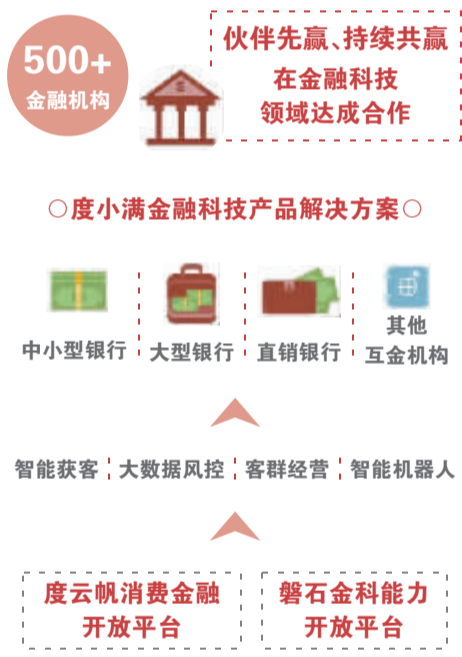 500+
金融机构
伙伴先赢、持续共赢
在金融科技
领域达成合作
○度小满金融科技产品解决方案○
中小型银行
大型银行
直销银行
其他
互金机构
智能获客
大数据风控
客群经营
智能机器人
度云帆消费金融
开放平台
磐石金科能力
开放平台